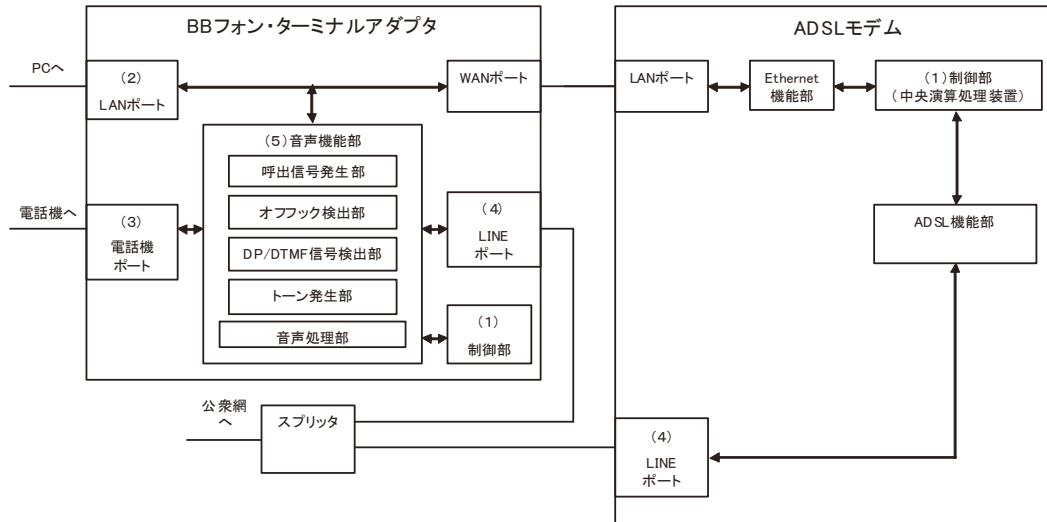 BBフォン・ターミナルアダプタ
ADSLモデム
PCへ
(2)
LANポート
WANポート
LANポート
Ethernet
機能部
(1)制御部
(中央演算処理装置)
(5)音声機能部
呼出信号発生部
オフフック検出部
DP/DTMF信号検出部
トーン発生部
音声処理部
電話機へ
(3)
電話機
ポート
(4)
LINE
ポート
ADSL機能部
(1)
制御部
公衆網
へ
スプリッタ
(4)
LINE
ポート